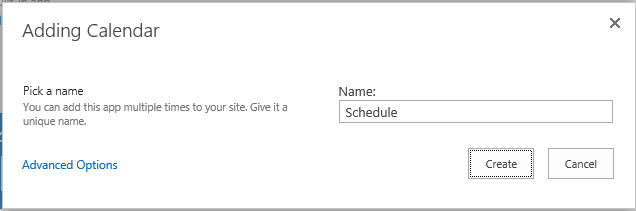 Adding Calendar
Pick a name
You can add this app multiple times to your site. Give it a
unique name.
Name:
Schedule
Advanced Options
Create
Cancel